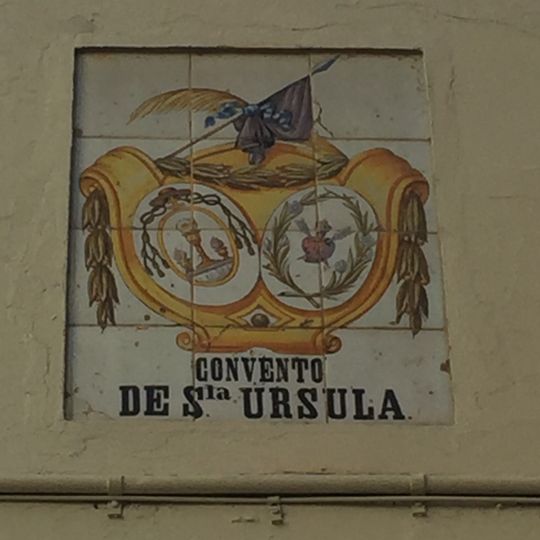 CONVENTO
DE Sta URSULA